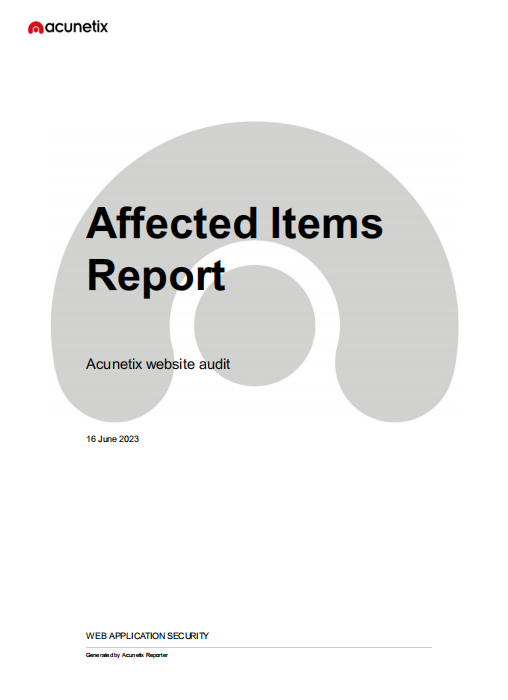 acunetix
Affected Items
Report
Acunetix website audit
16 June 2023
WEB APPLICATION SECURITY
Generated by Acunetix Reporter